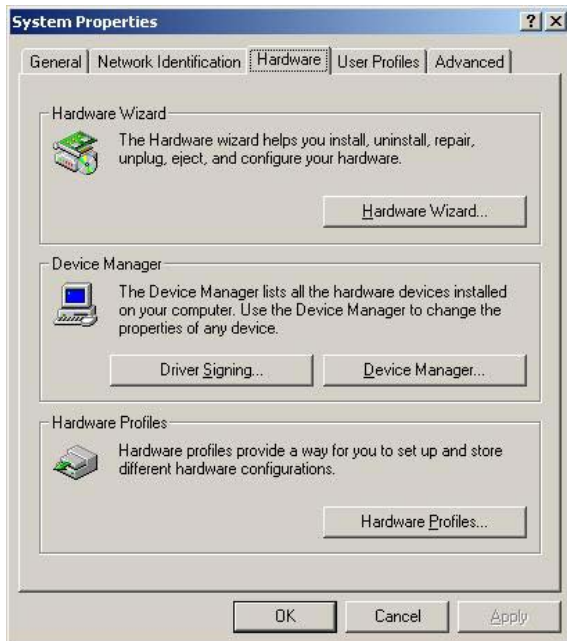 System Properties
General
Network Identification
Hardware
User Profiles
Advanced
Hardware Wizard
The Hardware wizard helps you install, uninstall, repair,
unplug, eject, and configure your hardware.
Hardware Wizard...
Device Manager
The Device Manager lists all the hardware devices installed
on your computer. Use the Device Manager to change the
properties of any device.
Driver Signing...
Device Manager...
Hardware Profiles
Hardware profiles provide a way for you to set up and store
different hardware configurations.
Hardware Profiles...
OK
Cancel
Apply